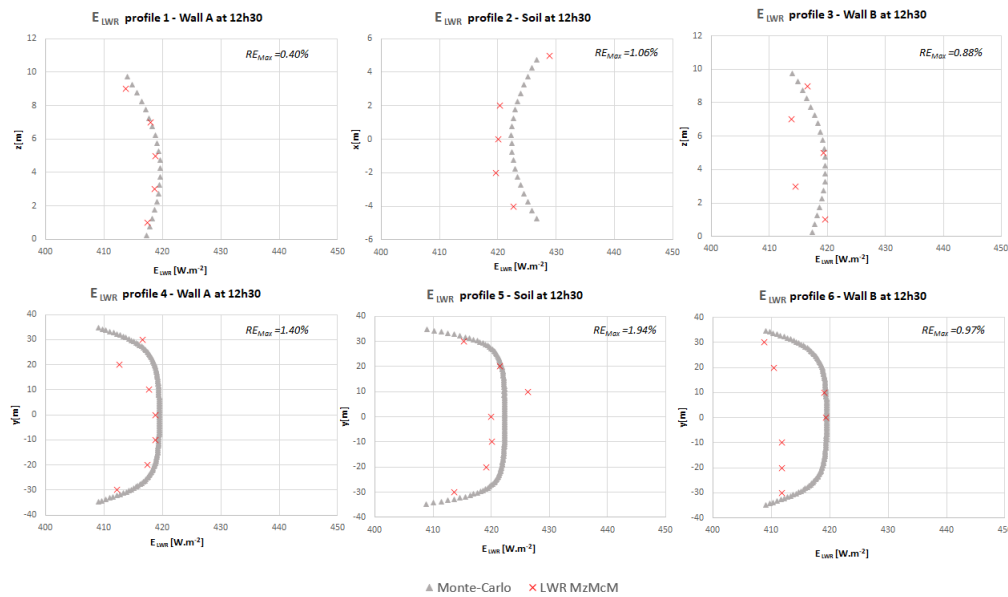 E LWR profile 1 - Wall A at 12h30
RE Max =0.40%
z [m]
12
10
8
6
4
2
0
400 410 420 430 440 450
E LWR [W.m-2]
E LWR profile 2 - Soil at 12h30
RE Max =1.06%
x [m]
6
4
2
0
-2
-4
-6
400 410 420 430 440 450
E LWR [W.m-2]
E LWR profile 3 - Wall B at 12h30
RE Max =0.88%
z [m]
12
10
8
6
4
2
0
400 410 420 430 440 450
E LWR [W.m-2]
E LWR profile 4 - Wall A at 12h30
RE Max =1.40%
y[m]
40
30
20
10
0
-10
-20
-30
-40
400 410 420 430 440 450
E LWR [W.m-2]
E LWR profile 5 - Soil at 12h30
RE Max =1.94%
y[m]
40
30
20
10
0
-10
-20
-30
-40
400 410 420 430 440 450
E LWR [W.m-2]
E LWR profile 6 - Wall B at 12h30
RE Max =0.97%
y[m]
40
30
20
10
0
-10
-20
-30
-40
400 410 420 430 440 450
E LWR [W.m-2]
Monte-Carlo LWR MzMcM